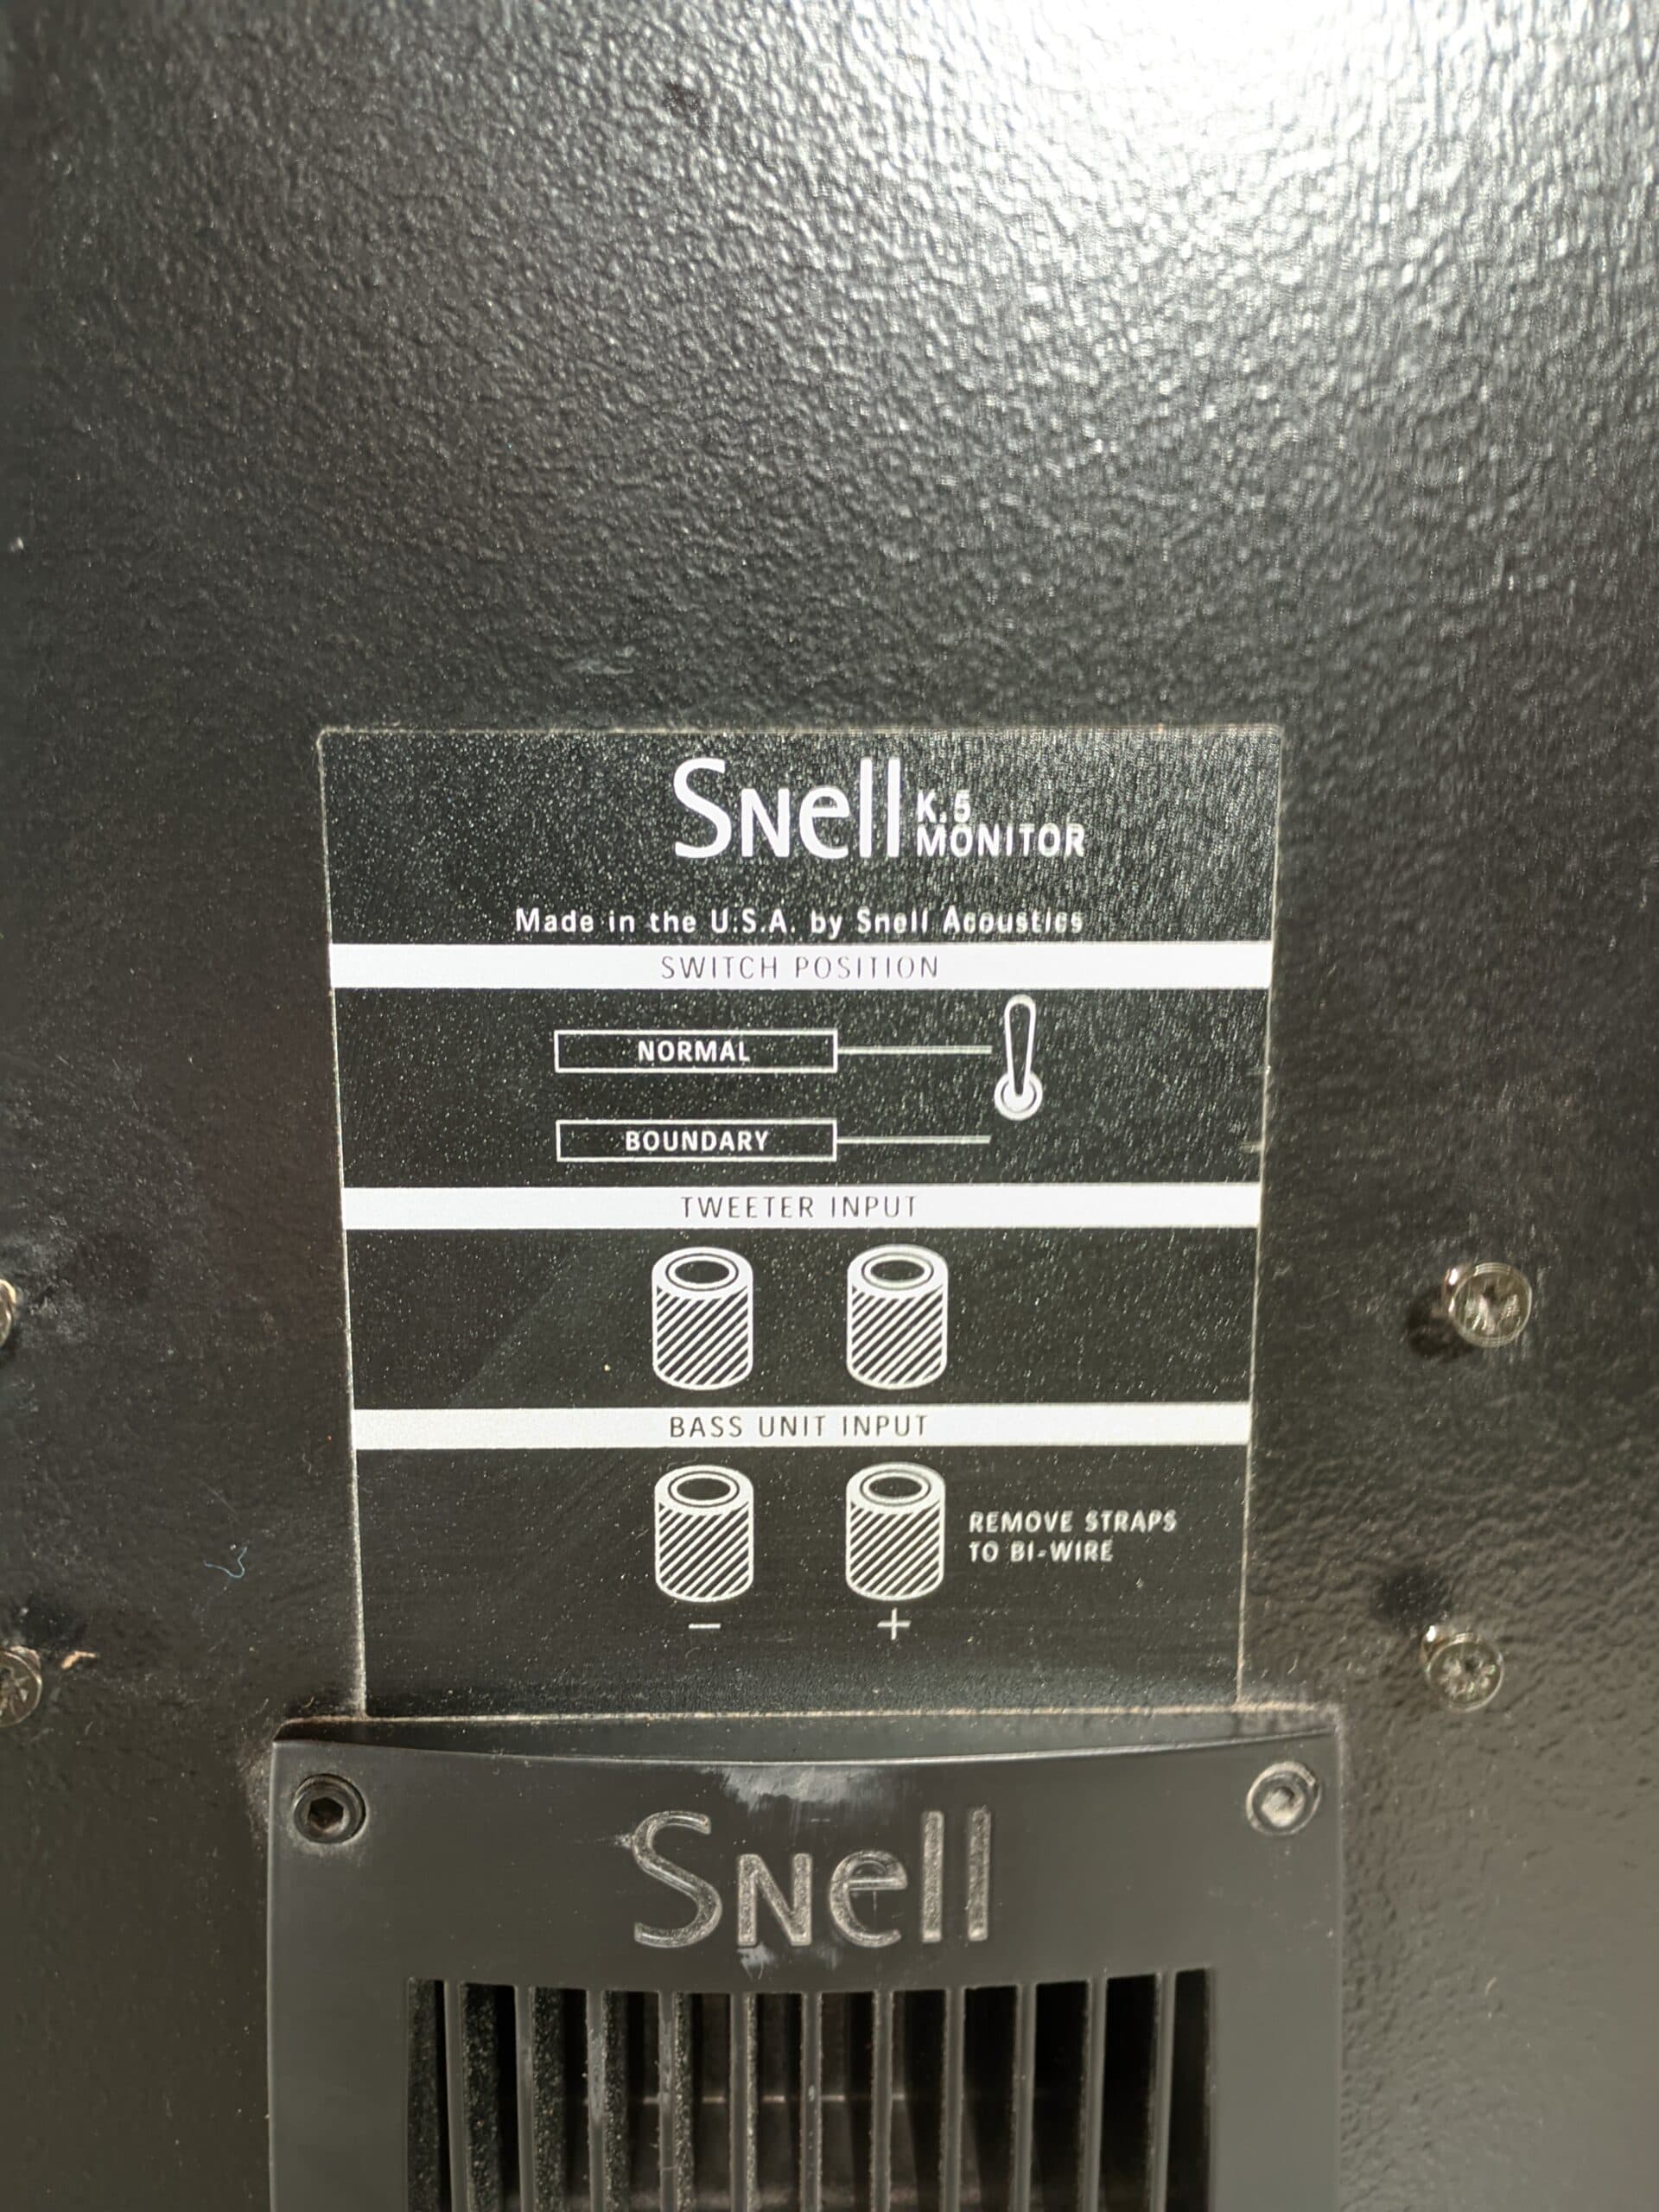 Snell K.5
MONITOR
Made in the U.S.A. by Snell Acoustics
SWITCH POSITION
NORMAL
BOUNDARY
TWEETER INPUT
BASS UNIT INPUT
REMOVE STRAPS
TO BI-WIRE
− +
Snell